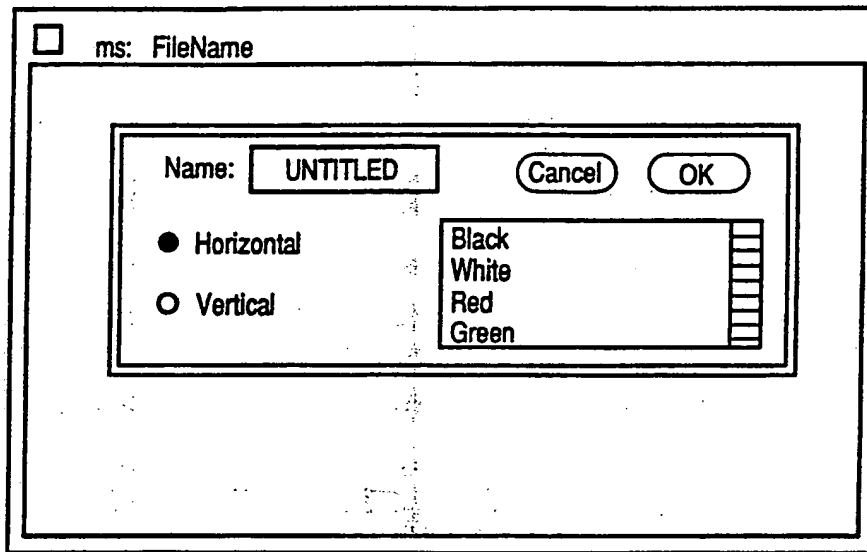 ms: FileName
Name: UNTITLED Cancel OK
Horizontal
Vertical
Black
White
Red
Green